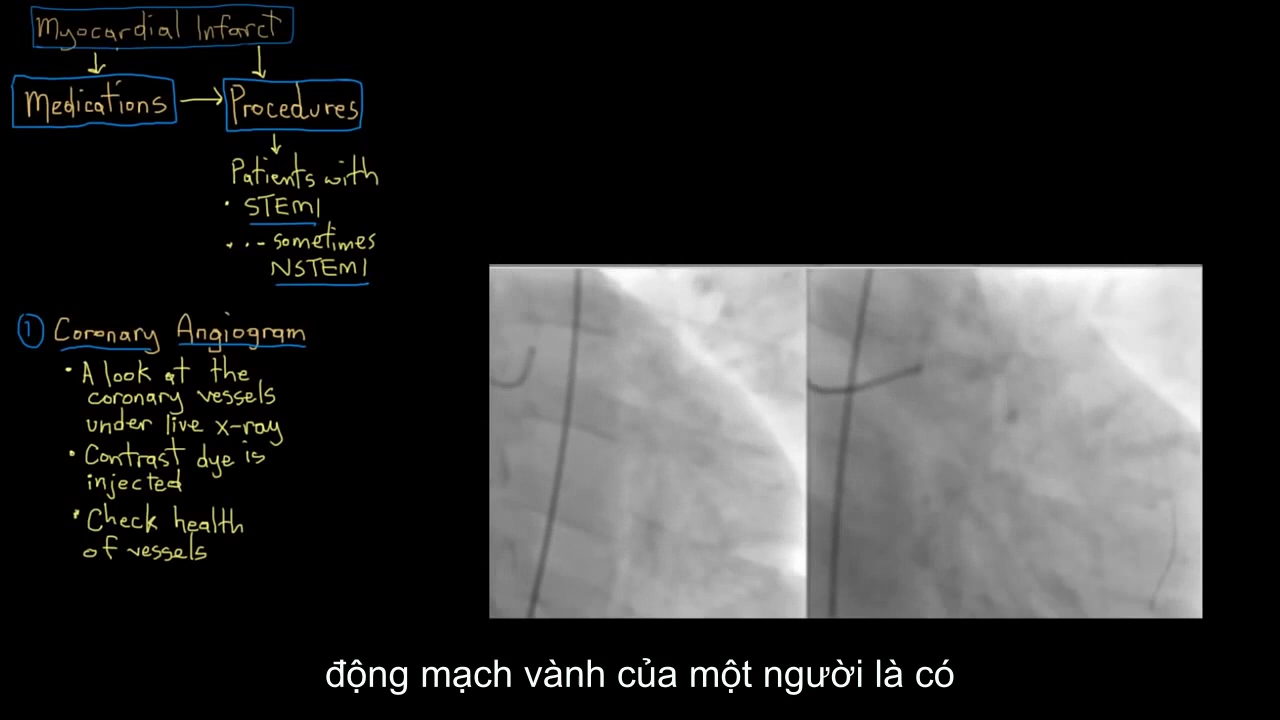 Myocardial Infarct
Medications
Procedures
Patients with
• STEMI
... - sometimes
NSTEMI
① Coronary Angiogram
• A look at the
coronary vessels
under live x-ray
• Contrast dye is
injected
• Check health
of vessels
động mạch vành của một người là có